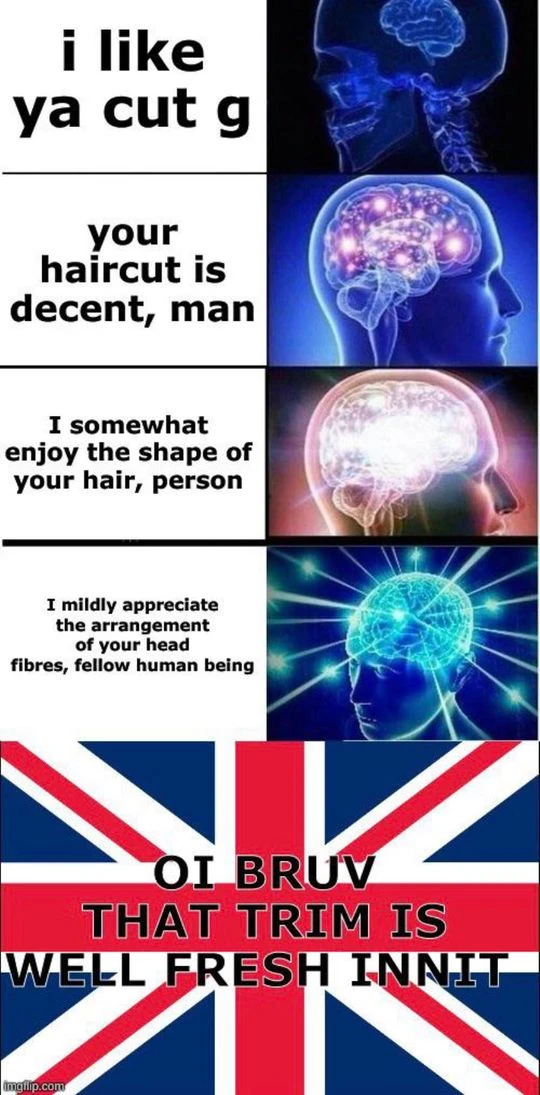 i like
ya cut g
your
haircut is
decent, man
I somewhat
enjoy the shape of
your hair, person
I mildly appreciate
the arrangement
of your head
fibres, fellow human being
OI BRUV
THAT TRIM IS
WELL FRESH INNIT
imgflip.com